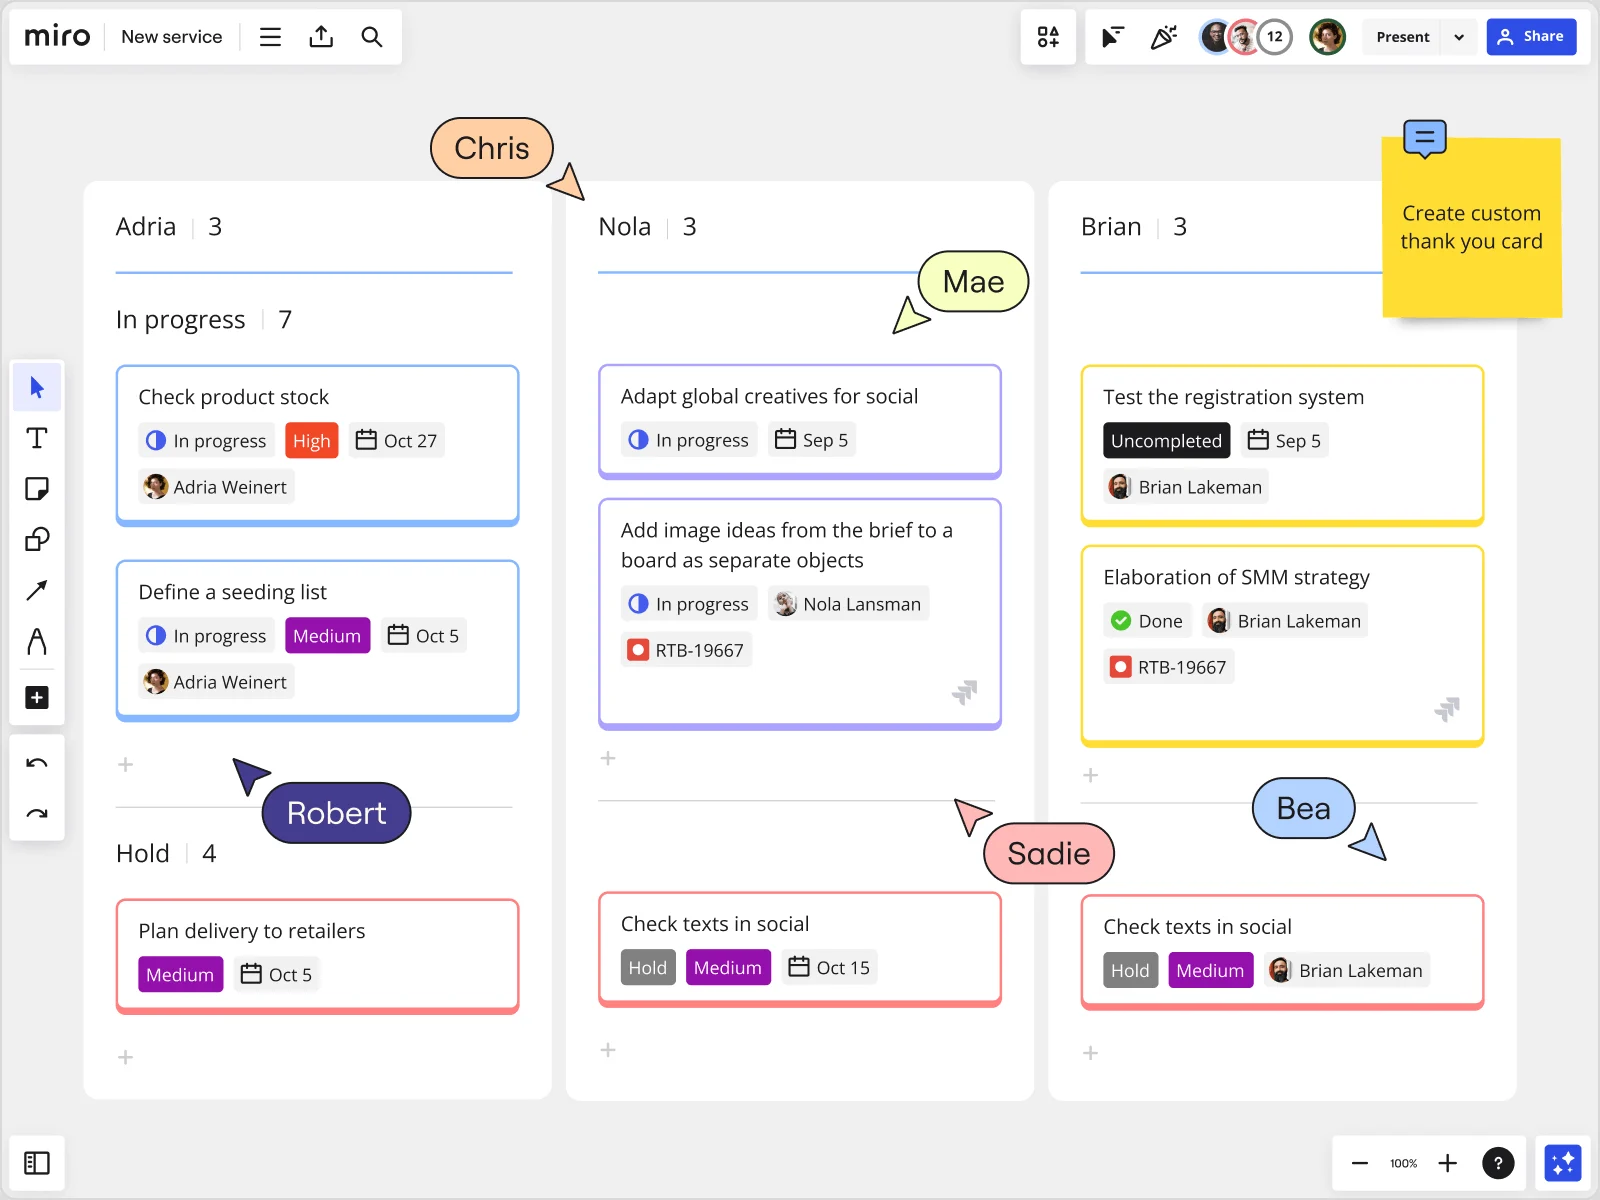 miro
New service
12
Present
Share
Chris
Create custom
thank you card
Adria 3
Nola 3
Brian 3
Mae
In progress 7
Check product stock
In progress High Oct 27
Adria Weinert
Define a seeding list
In progress Medium Oct 5
Adria Weinert
Robert
Hold 4
Plan delivery to retailers
Medium Oct 5
Adapt global creatives for social
In progress Sep 5
Add image ideas from the brief to a
board as separate objects
In progress Nola Lansman
RTB-19667
Sadie
Check texts in social
Hold Medium Oct 15
Test the registration system
Uncompleted Sep 5
Brian Lakeman
Elaboration of SMM strategy
Done Brian Lakeman
RTB-19667
Bea
Check texts in social
Hold Medium Brian Lakeman
100%
?